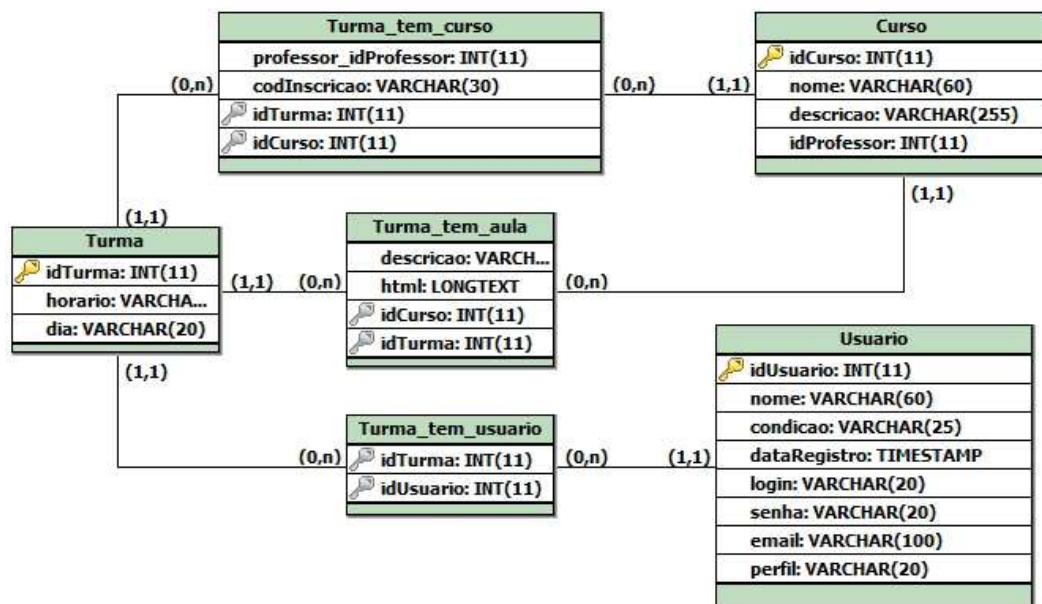 Turma_tem_curso
professor_idProfessor: INT(11)
codInscricao: VARCHAR(30)
idTurma: INT(11)
idCurso: INT(11)
(0,n)
(0,n)
(1,1)
Curso
idCurso: INT(11)
nome: VARCHAR(60)
descricao: VARCHAR(255)
idProfessor: INT(11)
(1,1)
(1,1)
Turma
idTurma: INT(11)
horario: VARCHA...
dia: VARCHAR(20)
(1,1)
(0,n)
Turma_tem_aula
descricao: VARCH...
html: LONGTEXT
idCurso: INT(11)
idTurma: INT(11)
(0,n)
(1,1)
(0,n)
Turma_tem_usuario
idTurma: INT(11)
idUsuario: INT(11)
(0,n)
(1,1)
Usuario
idUsuario: INT(11)
nome: VARCHAR(60)
condicao: VARCHAR(25)
dataRegistro: TIMESTAMP
login: VARCHAR(20)
senha: VARCHAR(20)
email: VARCHAR(100)
perfil: VARCHAR(20)